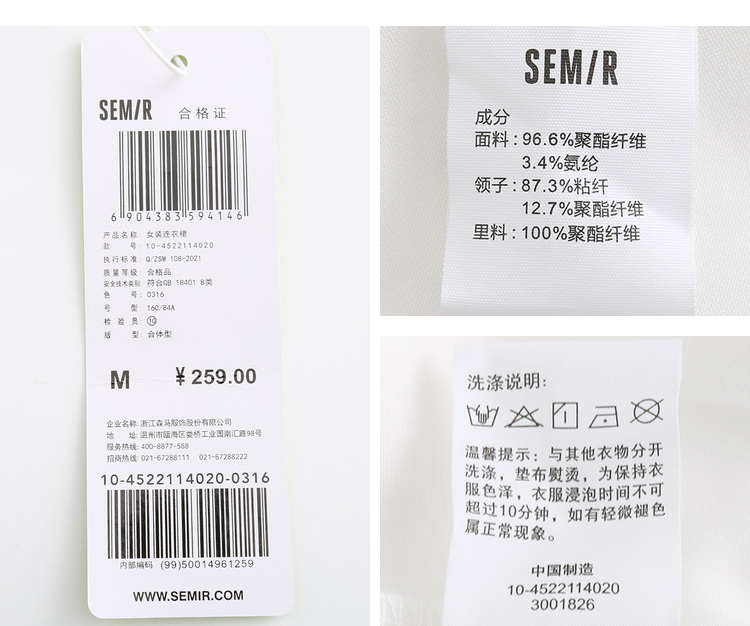 SEMIR 合格证
6 904383 594146
产品名称: 女装连衣裙
款 号: 10-4522114020
执行标准: Q/ZSM 108-2021
质量等级: 合格品
安全技术类别: 符合GB 18401 B类
色 号: 0316
号 型: 160/84A
检 验 员: ⑩
版 型: 合体型
M ¥259.00
企业名称: 浙江森马服饰股份有限公司
地 址: 温州市瓯海区娄桥工业园南汇路98号
服务热线: 400-8877-588
招商热线: 021-67288111 021-67288222
10-4522114020-0316
内部编码 (99)50014961259
WWW.SEMIR.COM
SEM/R
成分
面料:96.6%聚酯纤维
3.4%氨纶
领子:87.3%粘纤
12.7%聚酯纤维
里料:100%聚酯纤维
洗涤说明:
温馨提示: 与其他衣物分开
洗涤, 垫布熨烫, 为保持衣
服色泽, 衣服浸泡时间不可
超过10分钟, 如有轻微褪色
属正常现象。
中国制造
10-4522114020
3001826